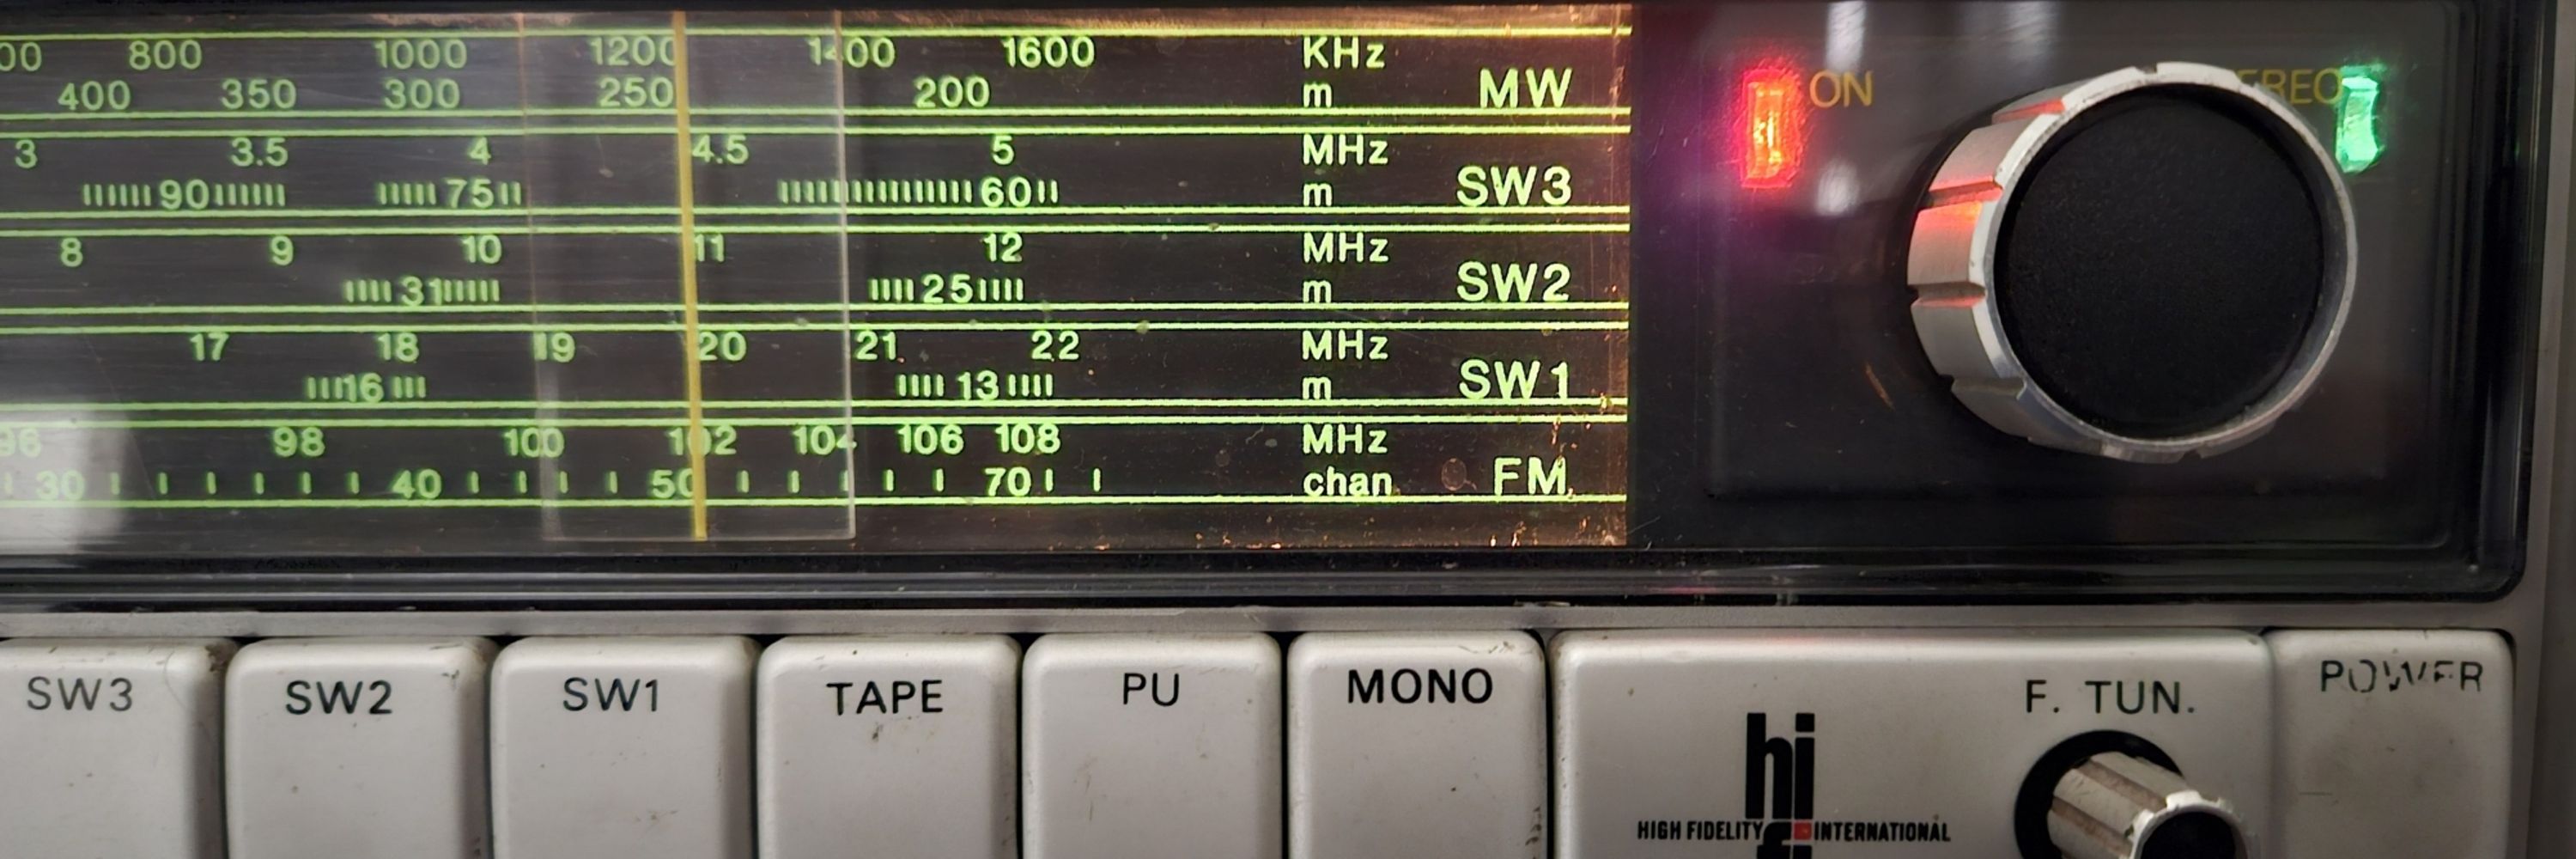 00 800 1000 1200 1400 1600 KHz
400 350 300 250 200 m MW
3 3.5 4 4.5 5 MHz
90 75 60 m SW3
8 9 10 11 12 MHz
31 25 m SW2
17 18 19 20 21 22 MHz
16 13 m SW1
96 98 100 102 104 106 108 MHz
30 40 50 70 chan FM
ON
EREO
SW3
SW2
SW1
TAPE
PU
MONO
F. TUN.
POWER
hi
HIGH FIDELITY INTERNATIONAL
fi